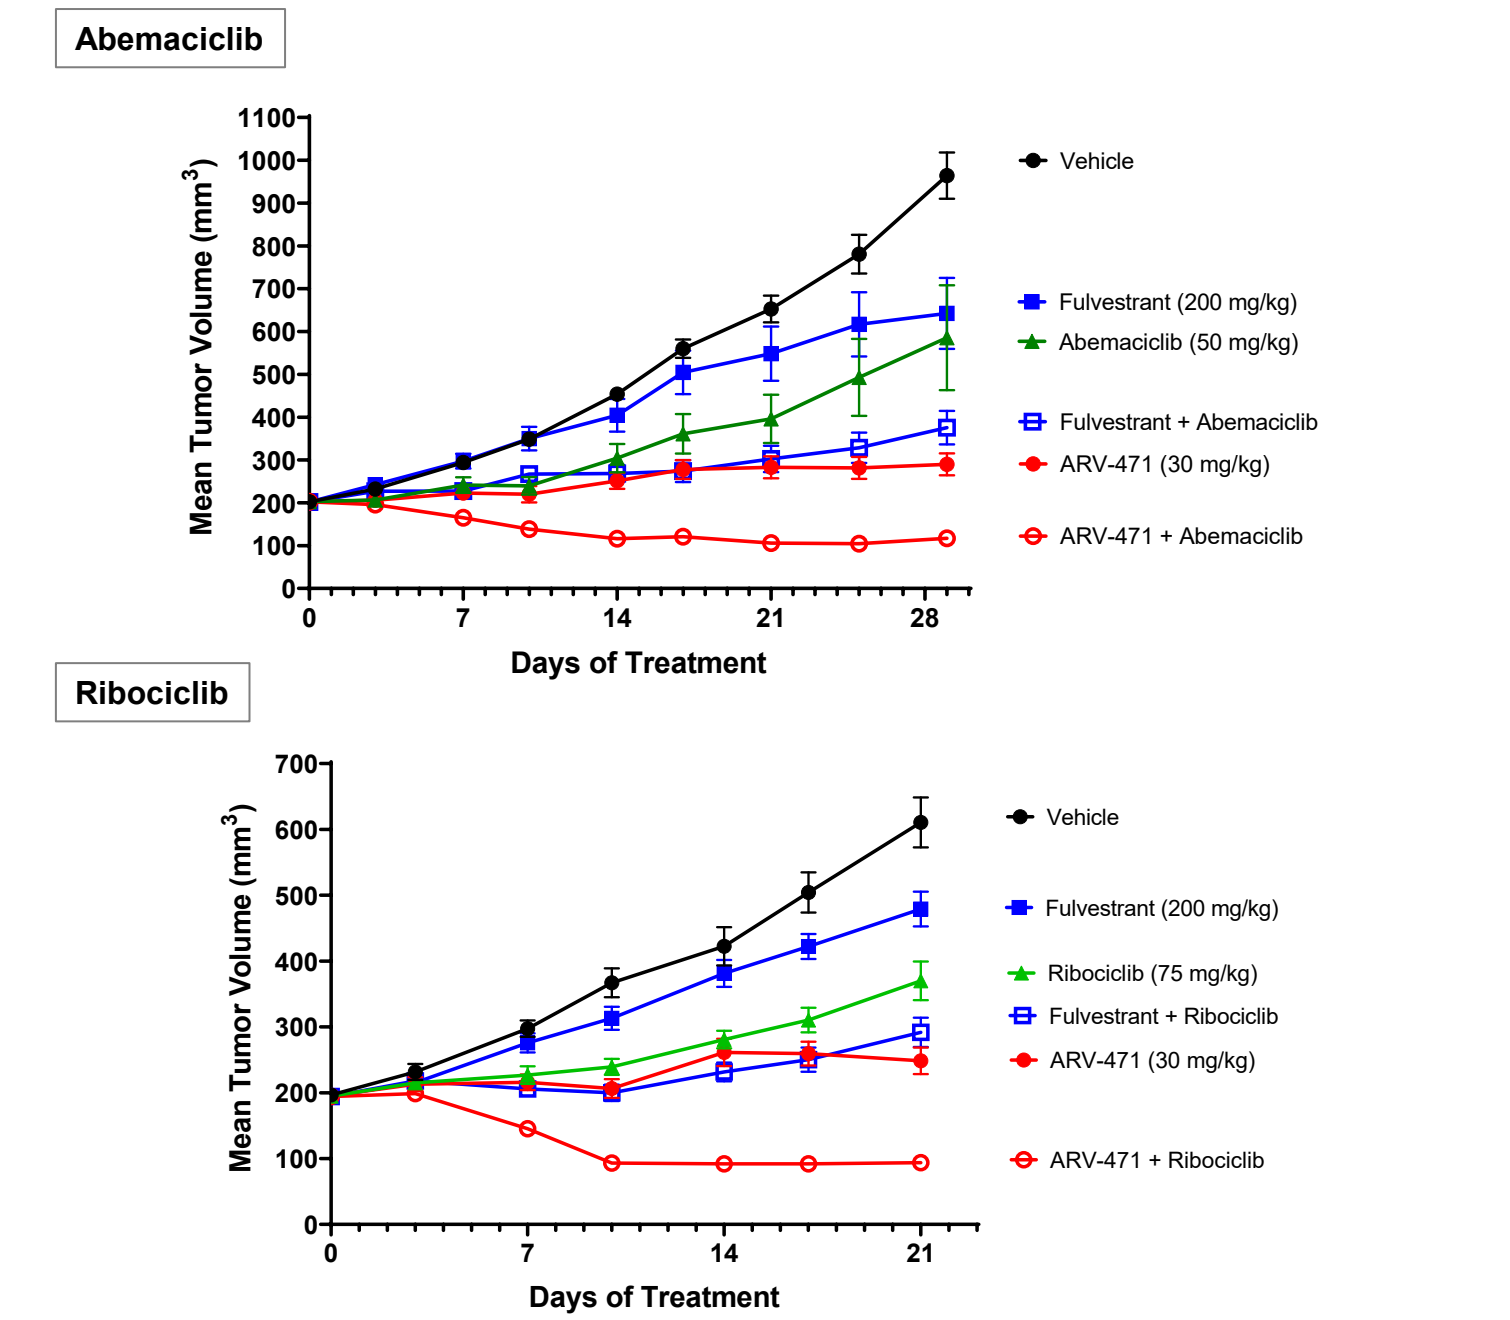 Abemaciclib
1100
1000
900
800
700
600
500
400
300
200
100
0
Mean Tumor Volume (mm³)
0 7 14 21 28
Days of Treatment
Vehicle
Fulvestrant (200 mg/kg)
Abemaciclib (50 mg/kg)
Fulvestrant + Abemaciclib
ARV-471 (30 mg/kg)
ARV-471 + Abemaciclib
Ribociclib
700
600
500
400
300
200
100
0
Mean Tumor Volume (mm³)
0 7 14 21
Days of Treatment
Vehicle
Fulvestrant (200 mg/kg)
Ribociclib (75 mg/kg)
Fulvestrant + Ribociclib
ARV-471 (30 mg/kg)
ARV-471 + Ribociclib